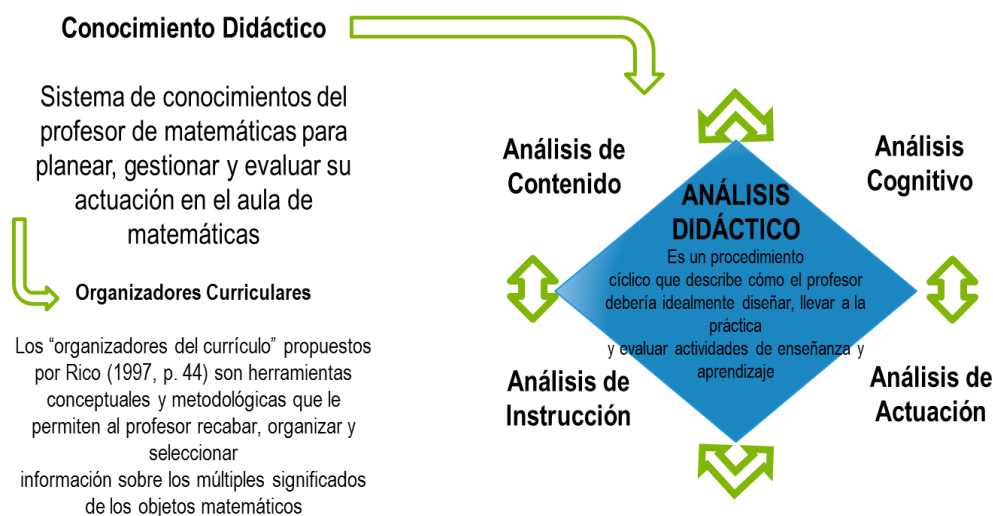 Conocimiento Didáctico
Sistema de conocimientos del
profesor de matemáticas para
planear, gestionar y evaluar su
actuación en el aula de
matemáticas
Organizadores Curriculares
Los “organizadores del currículo” propuestos
por Rico (1997, p. 44) son herramientas
conceptuales y metodológicas que le
permiten al profesor recabar, organizar y
seleccionar
información sobre los múltiples significados
de los objetos matemáticos
Análisis de
Contenido
Análisis
Cognitivo
ANÁLISIS
DIDÁCTICO
Es un procedimiento
cíclico que describe cómo el profesor
debería idealmente diseñar, llevar a la
práctica
y evaluar actividades de enseñanza y
aprendizaje
Análisis de
Instrucción
Análisis de
Actuación